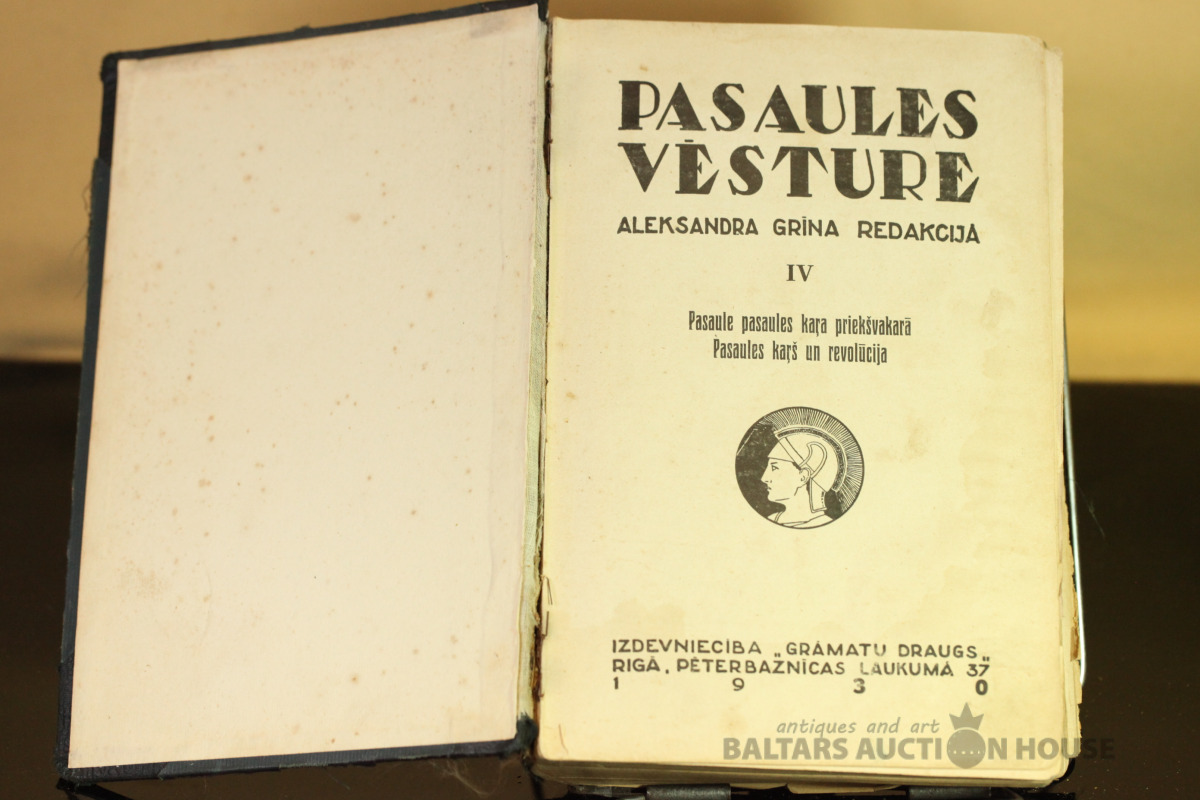 PASAULES
VĒSTURE
ALEKSANDRA GRĪNA REDAKCIJĀ
IV
Pasaule pasaules kaŗa priekšvakarā
Pasaules kaŗš un revolūcija
IZDEVNIECĪBA „GRĀMATU DRAUGS„
RIGĀ, PĒTERBAZNĪCAS LAUKUMĀ 37
1 9 3 0
antiques and art
BALTARS AUCTION HOUSE